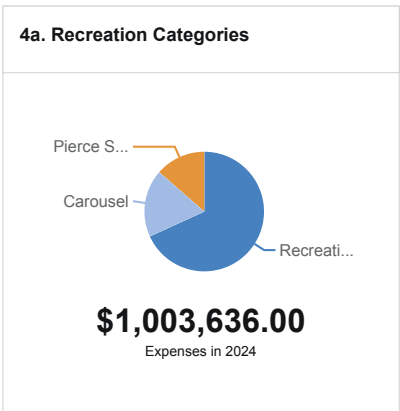 4a. Recreation Categories
Pierce S...
Carousel
Recreati...
$1,003,636.00
Expenses in 2024